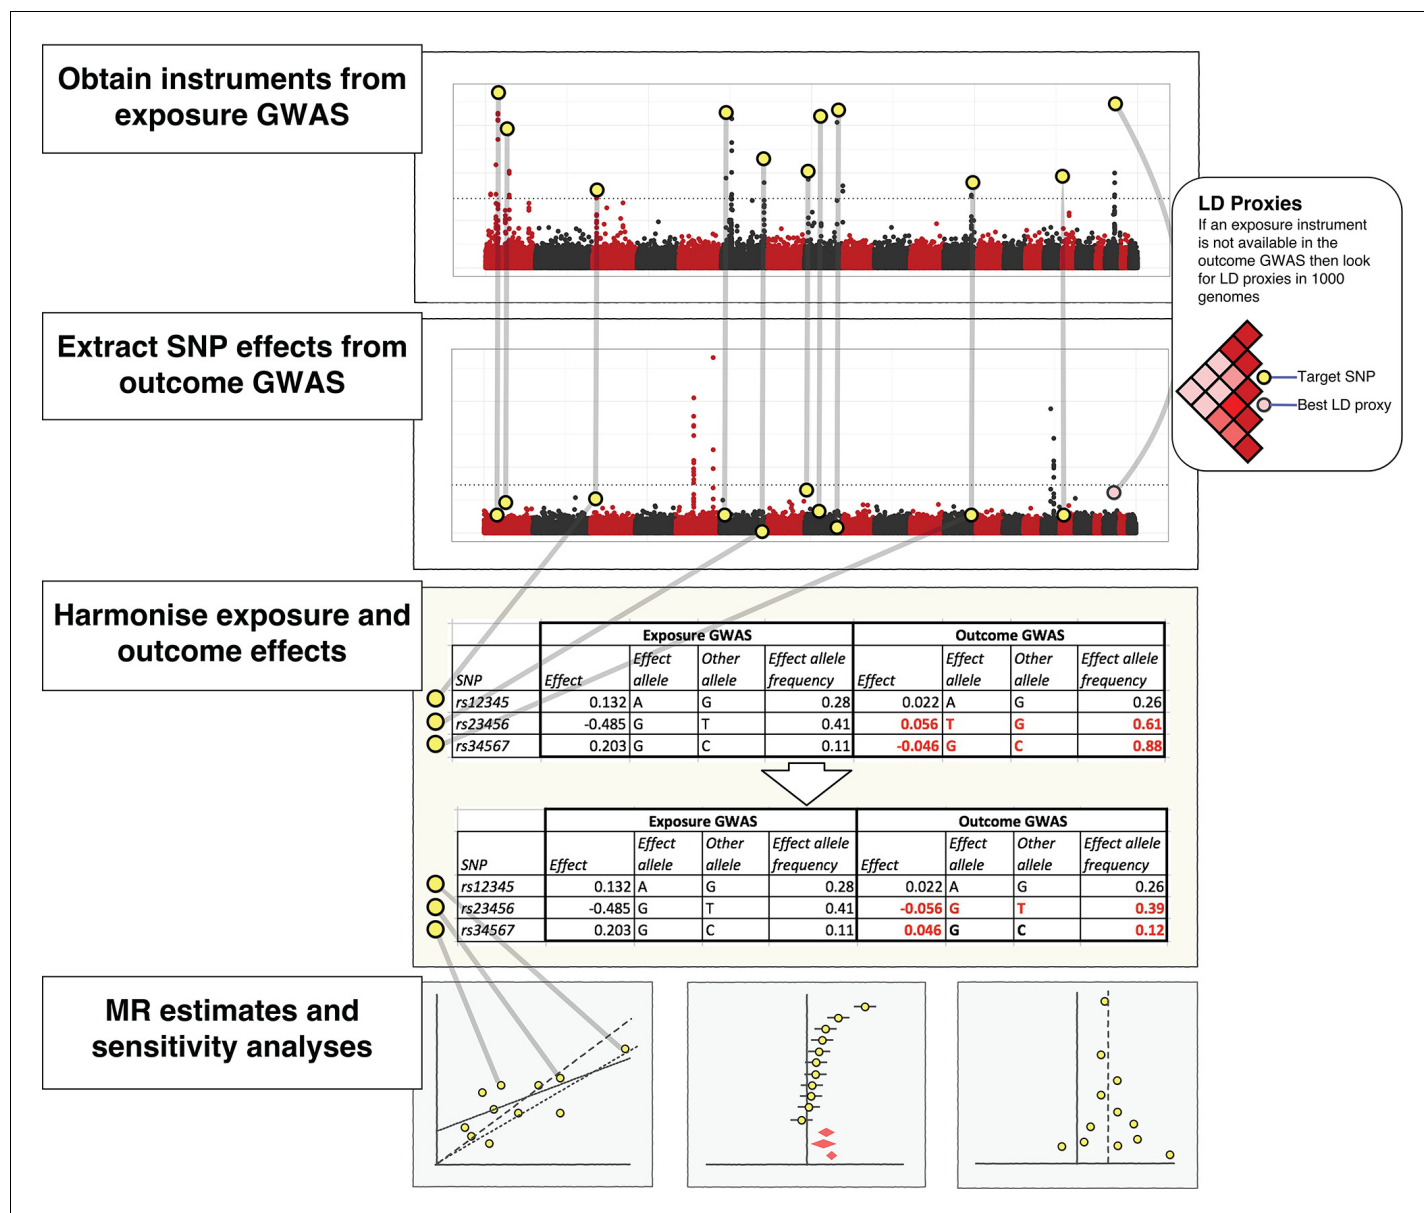 Obtain instruments from
exposure GWAS
LD Proxies
If an exposure instrument
is not available in the
outcome GWAS then look
for LD proxies in 1000
genomes
Target SNP
Best LD proxy
Extract SNP effects from
outcome GWAS
Harmonise exposure and
outcome effects
Exposure GWAS Outcome GWAS
Effect Other Effect allele Effect Other Effect allele
SNP Effect allele allele frequency Effect allele allele frequency
rs12345 0.132 A G 0.28 0.022 A G 0.26
rs23456 -0.485 G T 0.41 0.056 T G 0.61
rs34567 0.203 G C 0.11 -0.046 G C 0.88
Exposure GWAS Outcome GWAS
Effect Other Effect allele Effect Other Effect allele
SNP Effect allele allele frequency Effect allele allele frequency
rs12345 0.132 A G 0.28 0.022 A G 0.26
rs23456 -0.485 G T 0.41 -0.056 G T 0.39
rs34567 0.203 G C 0.11 0.046 G C 0.12
MR estimates and
sensitivity analyses